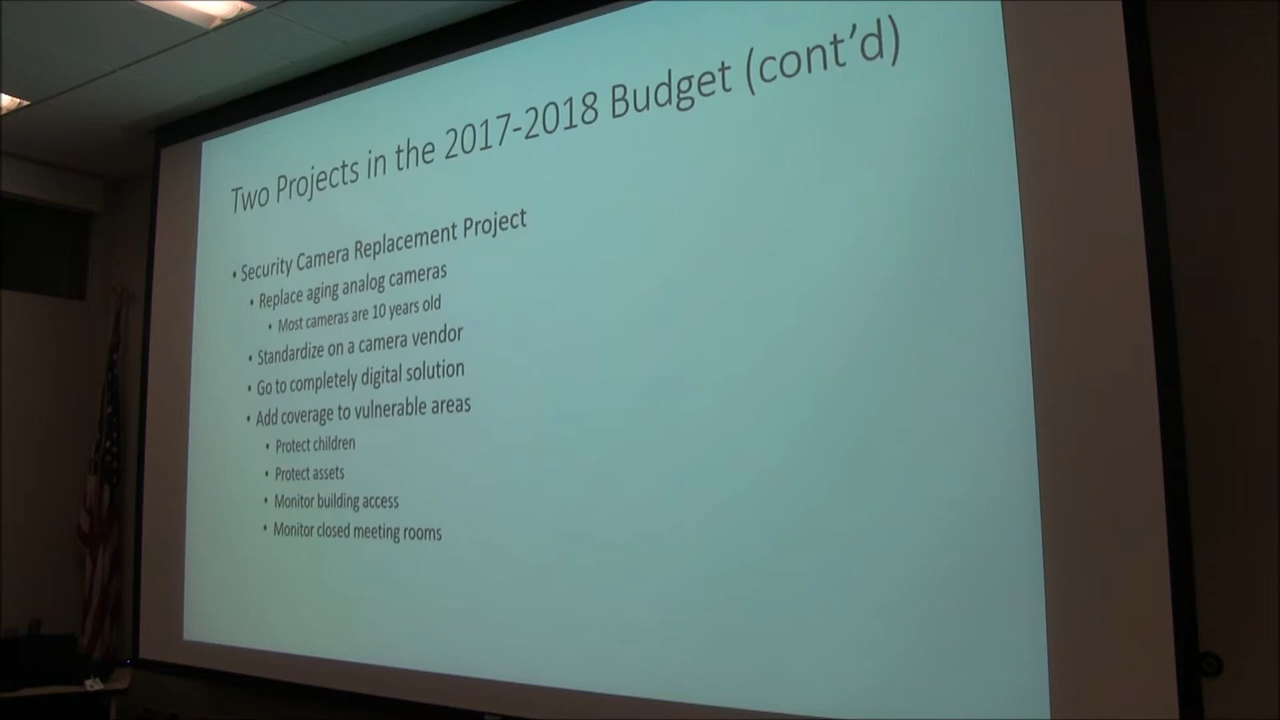 Two Projects in the 2017-2018 Budget (cont'd)
• Security Camera Replacement Project
• Replace aging analog cameras
• Most cameras are 10 years old
• Standardize on a camera vendor
• Go to completely digital solution
• Add coverage to vulnerable areas
• Protect children
• Protect assets
• Monitor building access
• Monitor closed meeting rooms